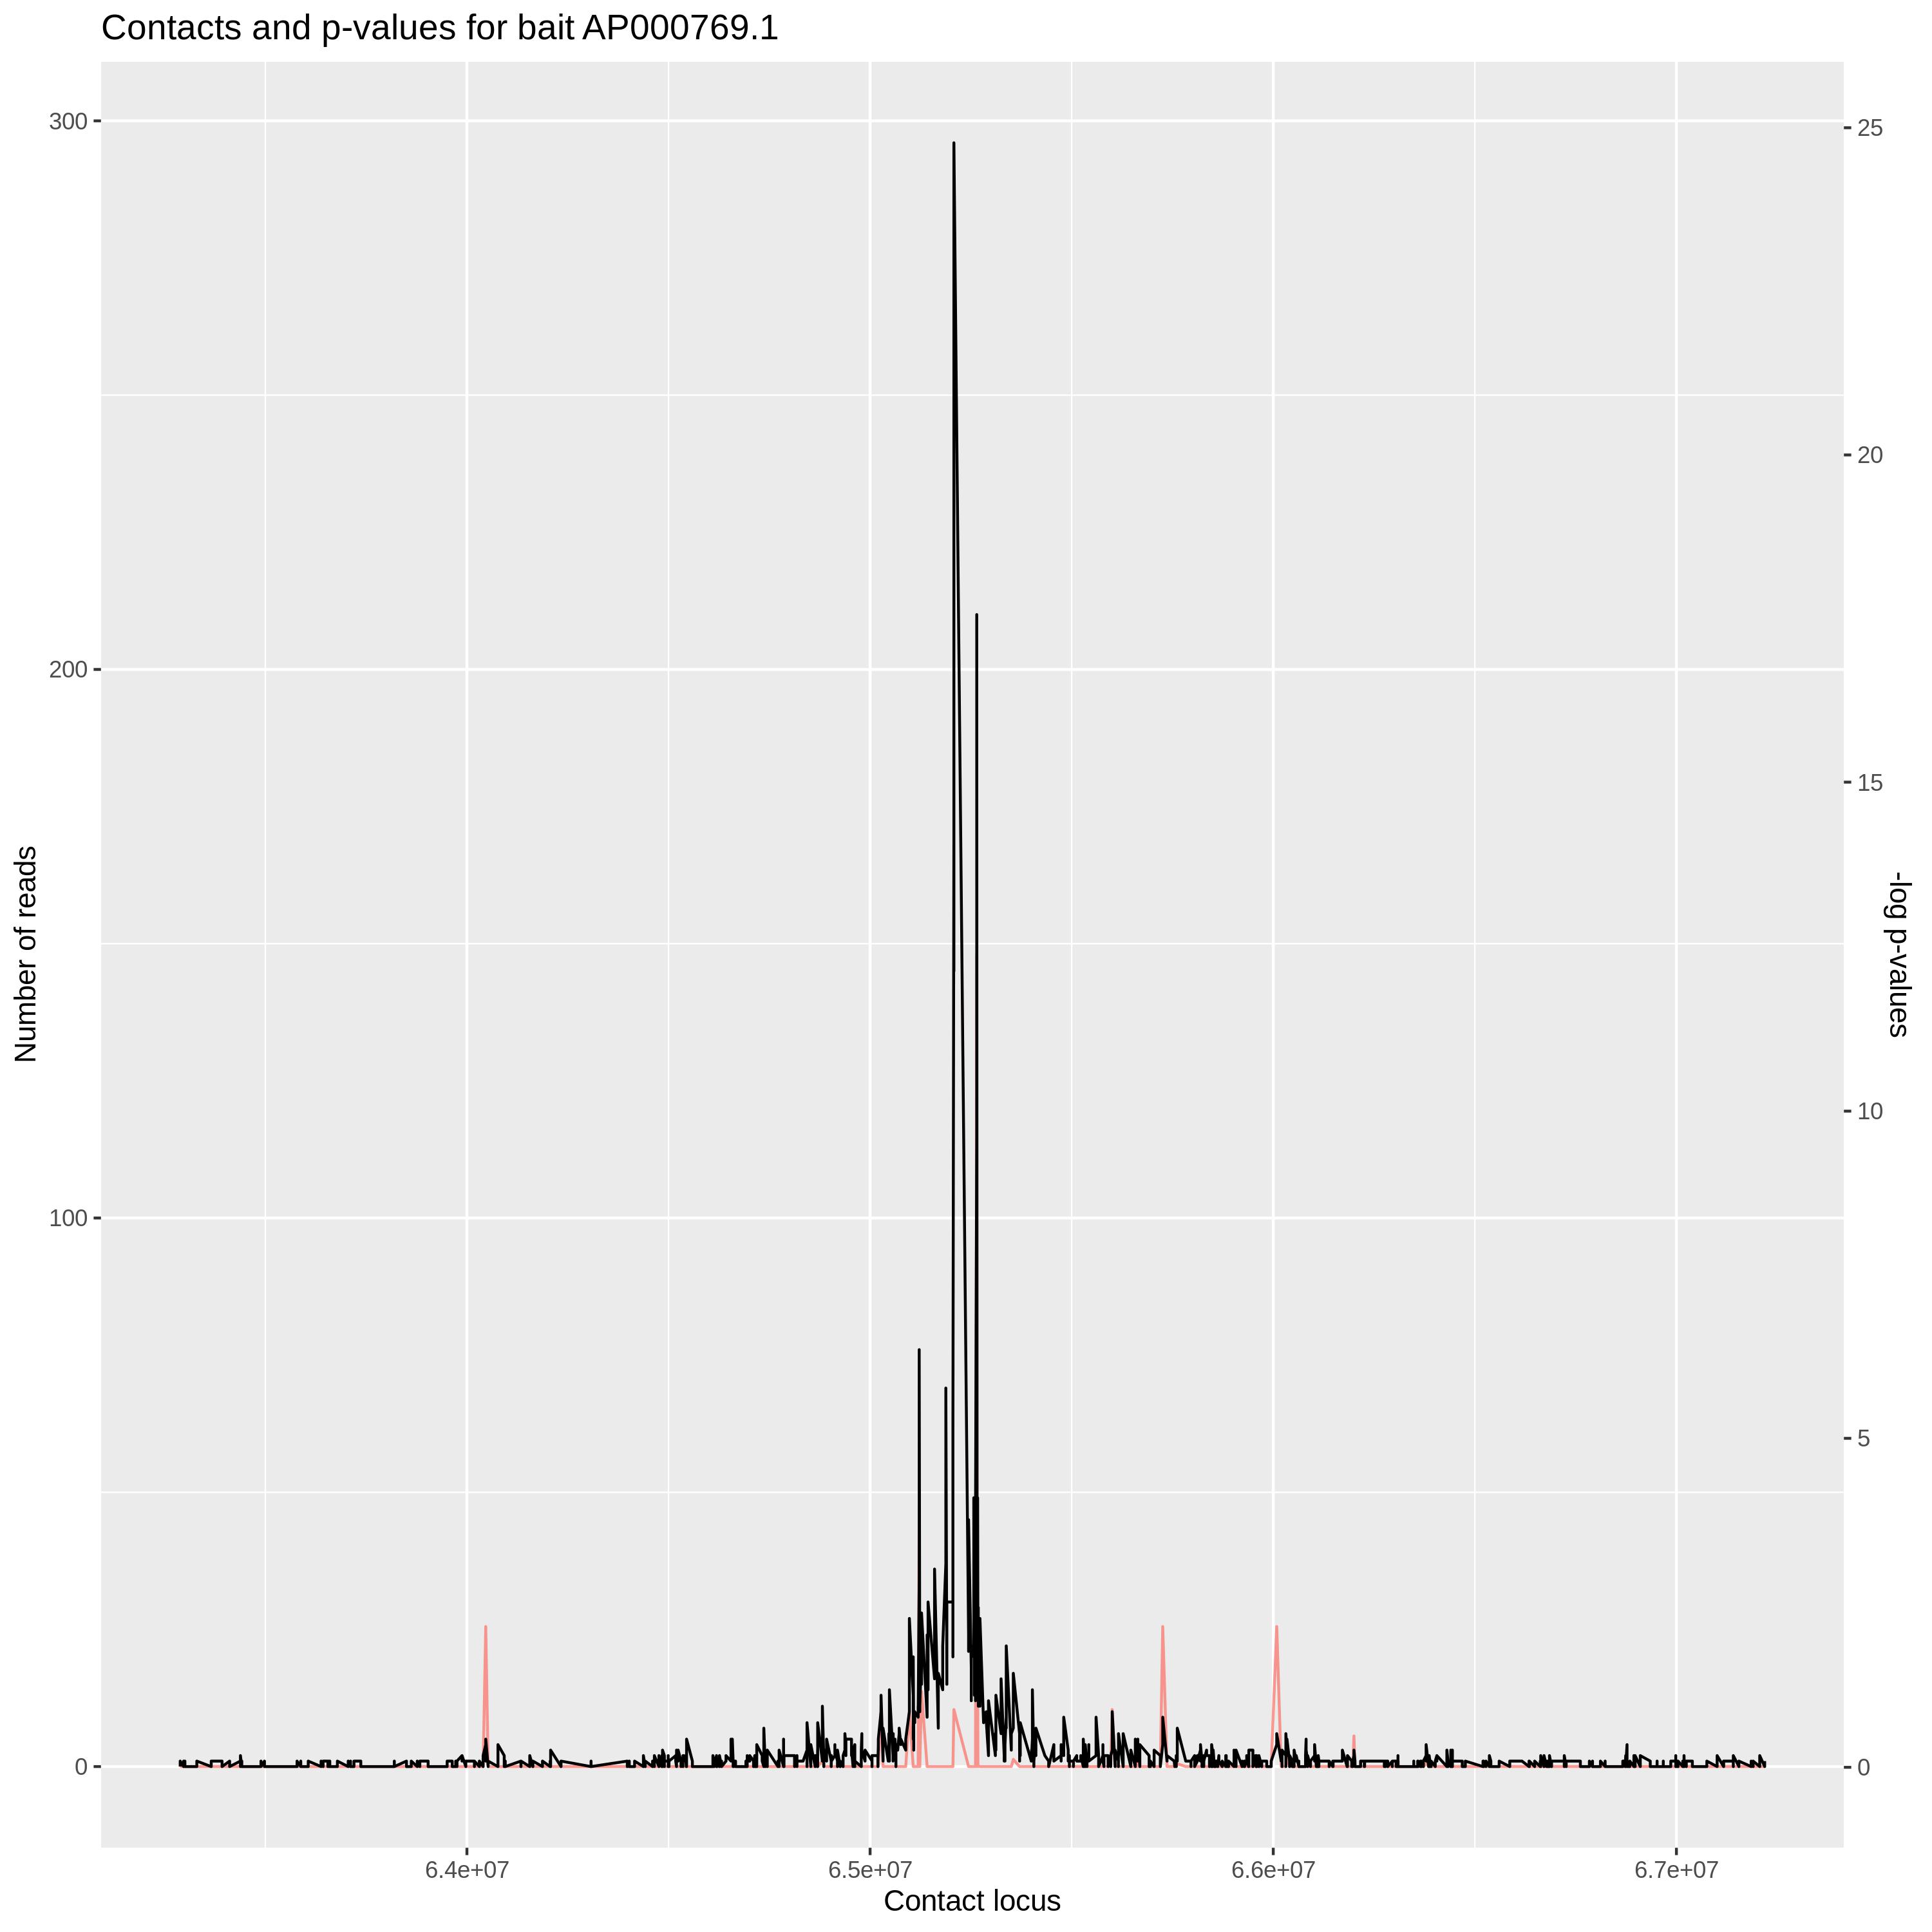 Contacts and p-values for bait AP000769.1
300
200
100
0
Number of reads
25
20
15
10
5
0
-log p-values
6.4e+07
6.5e+07
6.6e+07
6.7e+07
Contact locus